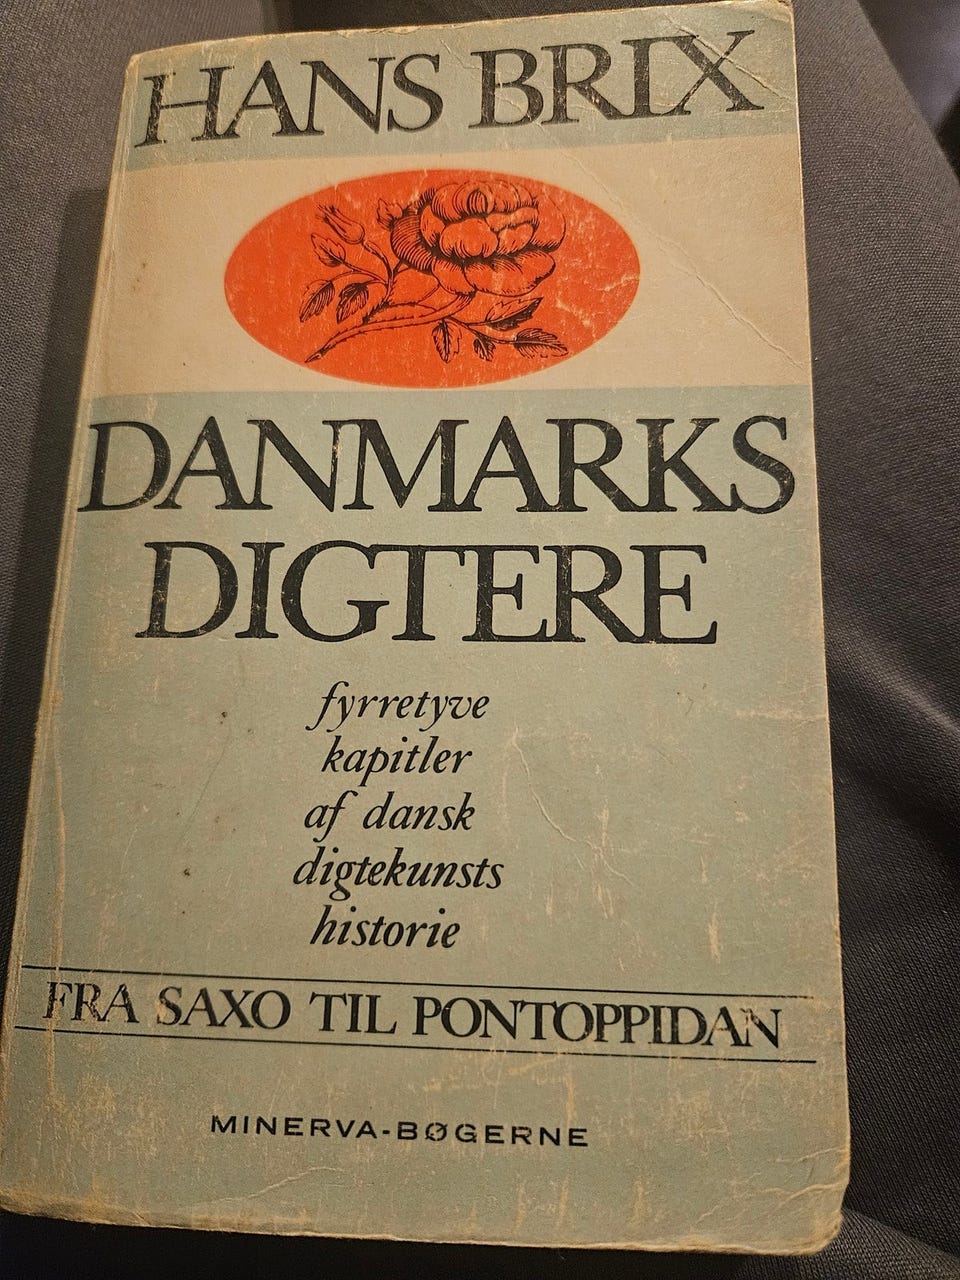 HANS BRIX
DANMARKS
DIGTERE
fyrretyve
kapitler
af dansk
digtekunsts
historie
FRA SAXO TIL PONTOPPIDAN
MINERVA-BØGERNE